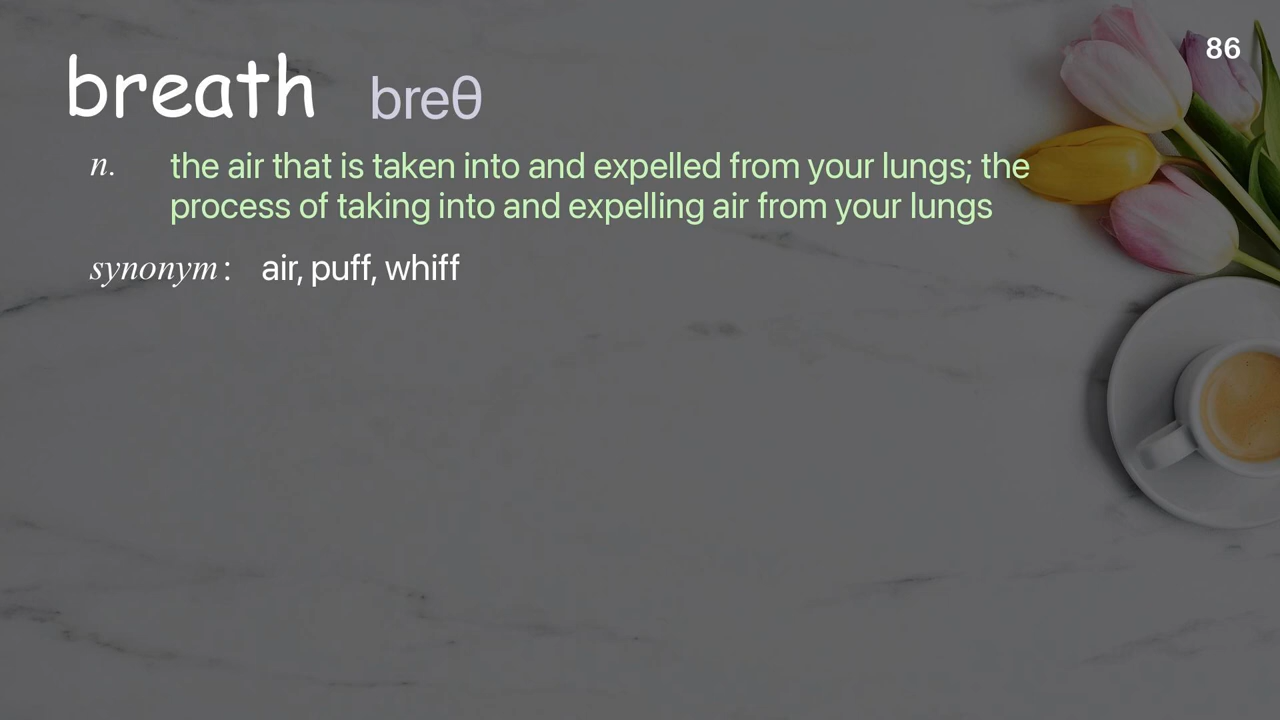 86
breath breθ
n. the air that is taken into and expelled from your lungs; the
process of taking into and expelling air from your lungs
synonym: air, puff, whiff